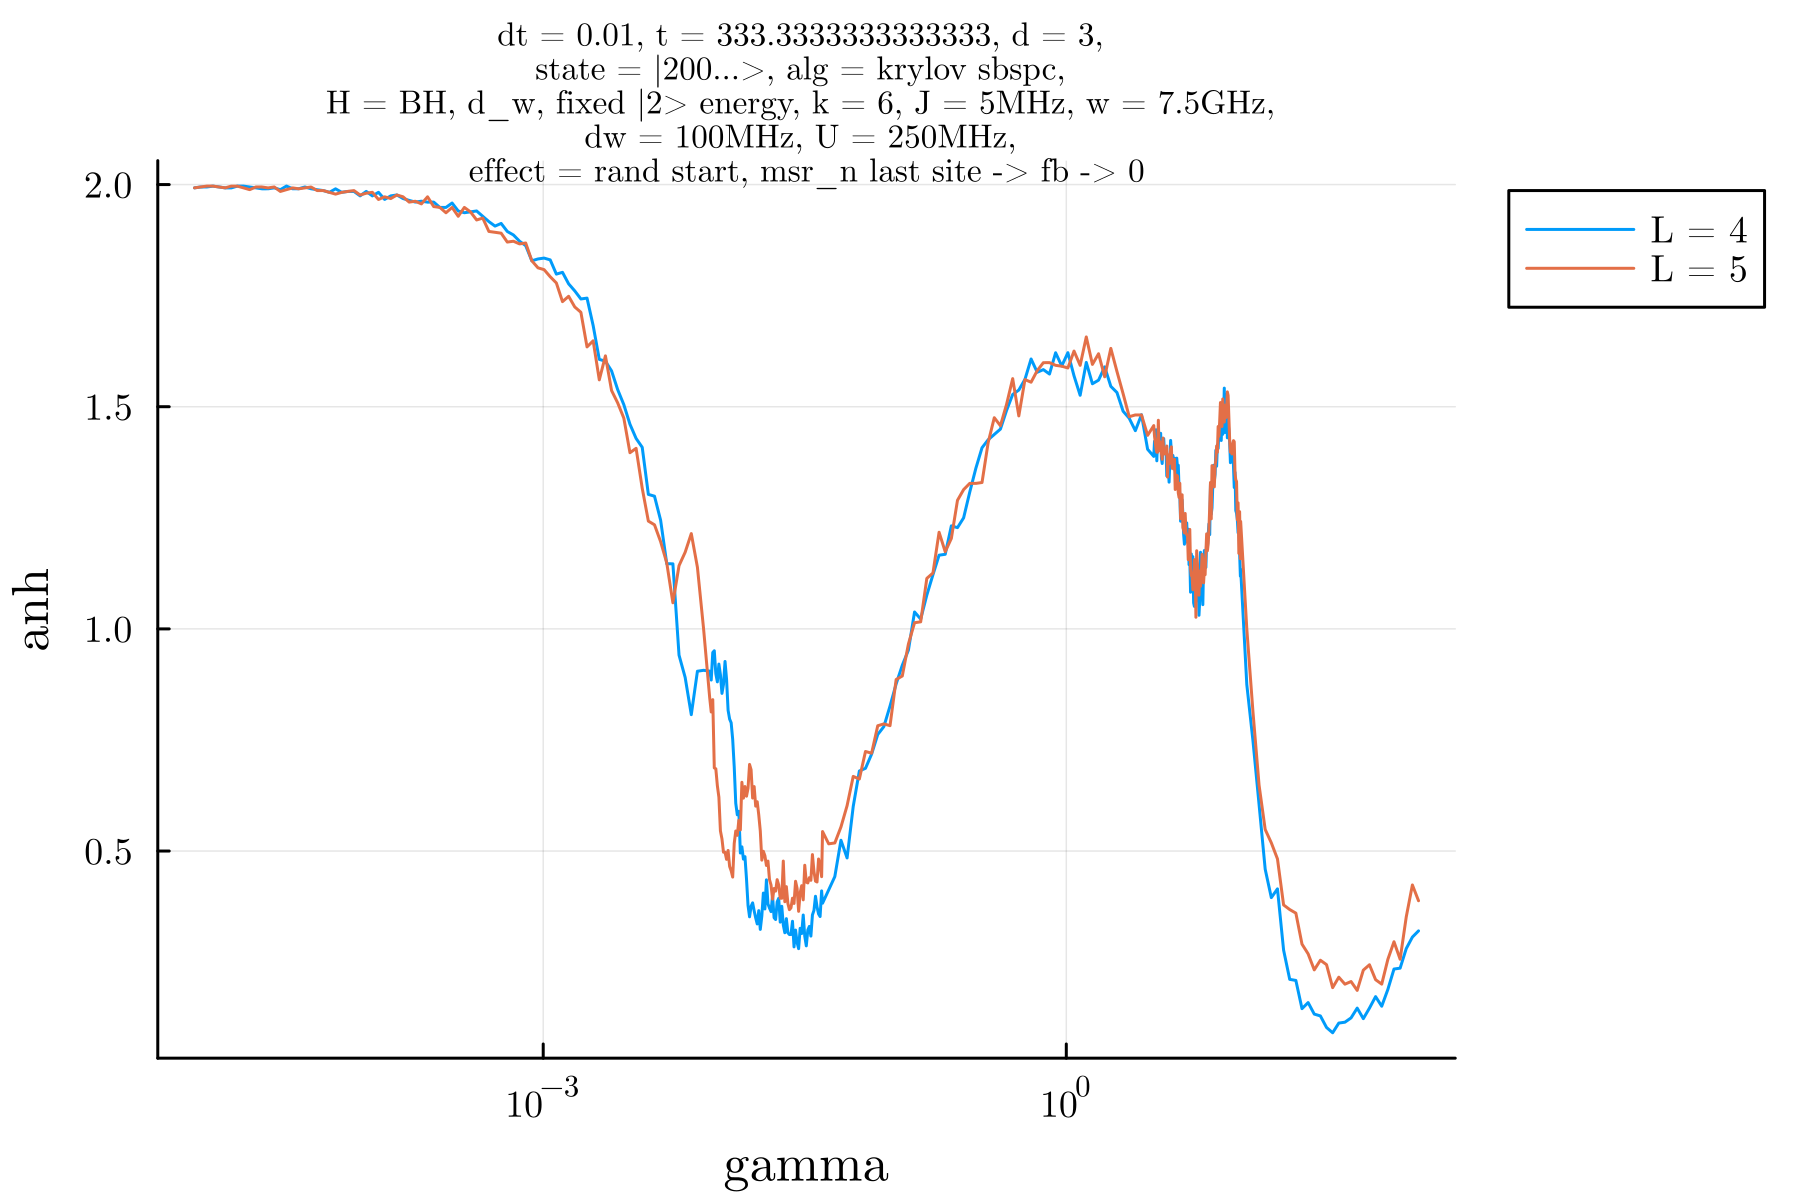 dt = 0.01, t = 333.3333333333333, d = 3,
state = |200...>, alg = krylov sbspc,
H = BH, d_w, fixed |2> energy, k = 6, J = 5MHz, w = 7.5GHz,
dw = 100MHz, U = 250MHz,
effect = rand start, msr_n last site -> fb -> 0
2.0
1.5
1.0
0.5
anh
L = 4
L = 5
10⁻³
10⁰
gamma